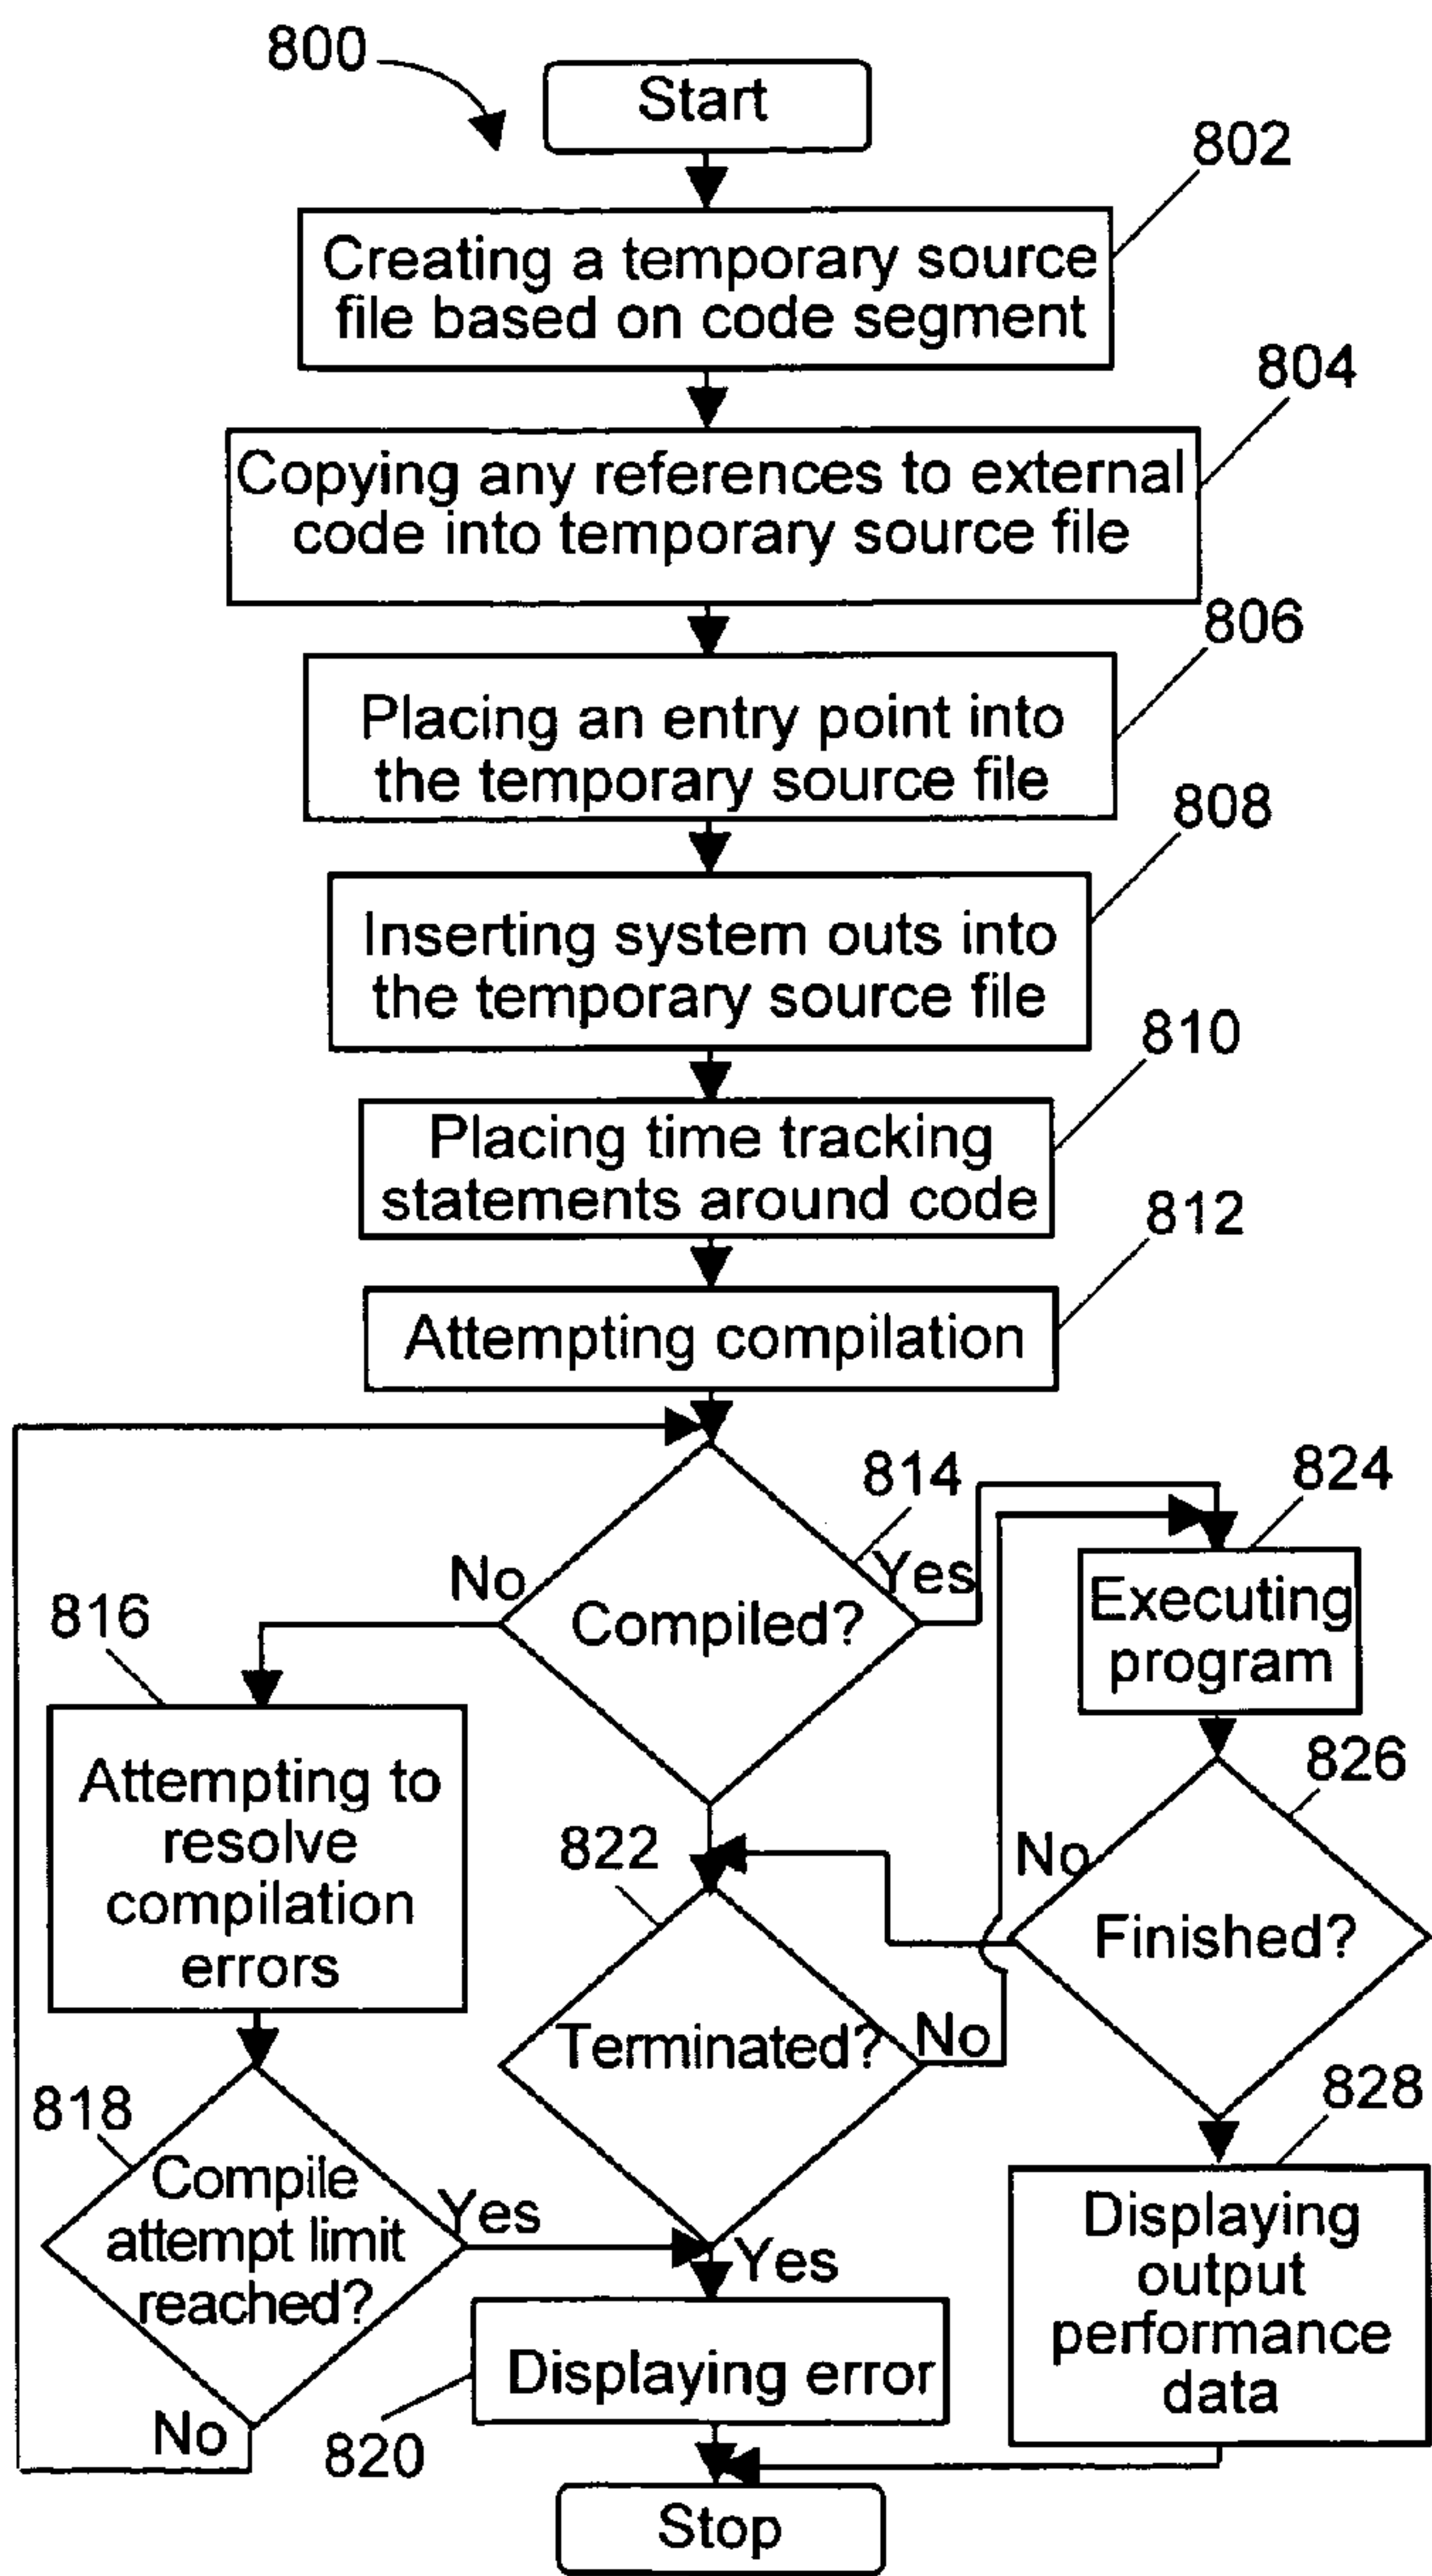 800
Start
802
Creating a temporary source
file based on code segment
804
Copying any references to external
code into temporary source file
806
Placing an entry point into
the temporary source file
808
Inserting system outs into
the temporary source file
810
Placing time tracking
statements around code
812
Attempting compilation
814
824
No
Yes
Compiled?
Executing
program
816
Attempting to
resolve
compilation
errors
822
826
No
Finished?
Terminated?
No
818
828
Compile
attempt limit
reached?
Yes
Yes
No
Displaying
output
performance
data
Displaying error
820
Stop